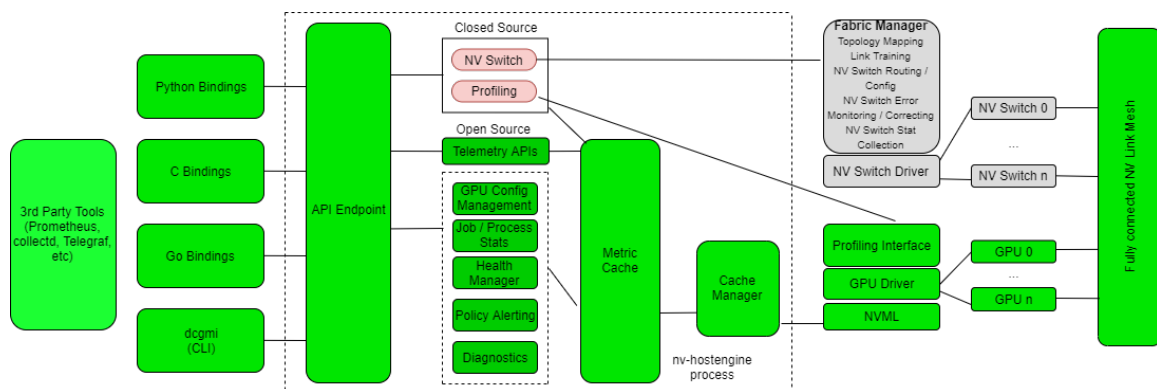 3rd Party Tools
(Prometheus,
collectd, Telegraf,
etc)
Python Bindings
C Bindings
Go Bindings
dcgmi
(CLI)
API Endpoint
Closed Source
NV Switch
Profiling
Open Source
Telemetry APIs
GPU Config
Management
Job / Process
Stats
Health
Manager
Policy Alerting
Diagnostics
Metric
Cache
Cache
Manager
nv-hostengine
process
Fabric Manager
Topology Mapping
Link Training
NV Switch Routing /
Config
NV Switch Error
Monitoring / Correcting
NV Switch Stat
Collection
NV Switch Driver
Profiling Interface
GPU Driver
NVML
NV Switch 0
...
NV Switch n
GPU 0
...
GPU n
Fully connected NV Link Mesh